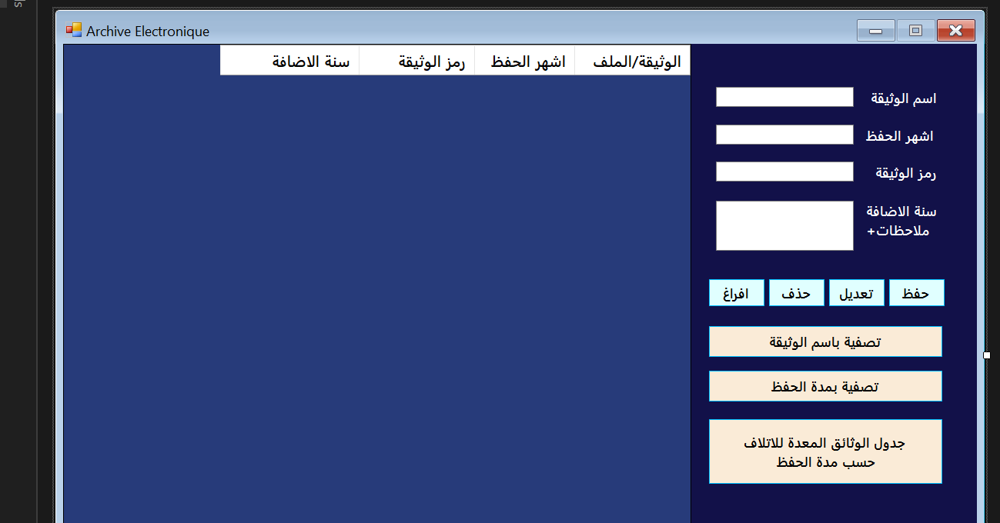 Archive Electronique
الوثيقة/الملف
اشهر الحفظ
رمز الوثيقة
سنة الاضافة
اسم الوثيقة
اشهر الحفظ
رمز الوثيقة
سنة الاضافة
ملاحظات+
حفظ
تعديل
حذف
افراغ
تصفية باسم الوثيقة
تصفية بمدة الحفظ
جدول الوثائق المعدة للاتلاف
حسب مدة الحفظ